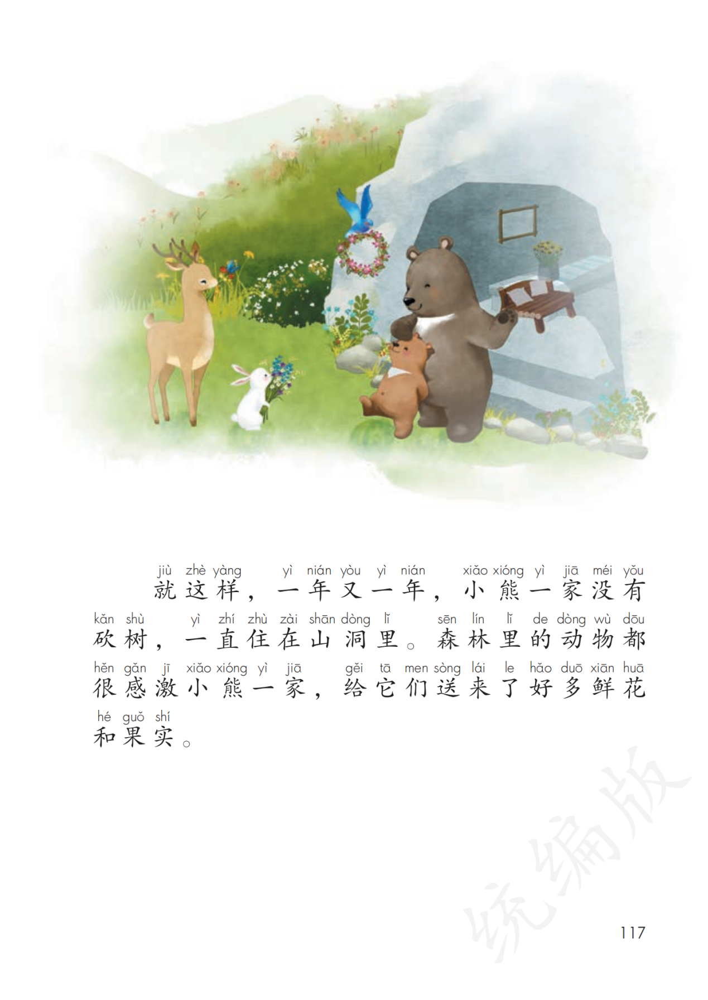 jiù zhè yàng yì nián yòu yì nián xiǎo xióng yì jiā méi yǒu
就这样，一年又一年，小熊一家没有
kǎn shù yì zhí zhù zài shān dòng lǐ sēn lín lǐ de dòng wù dōu
砍树，一直住在山洞里。森林里的动物都
hěn gǎn jī xiǎo xióng yì jiā gěi tā men sòng lái le hǎo duō xiān huā
很感激小熊一家，给它们送来了好多鲜花
hé guǒ shí
和果实。
统编版
117